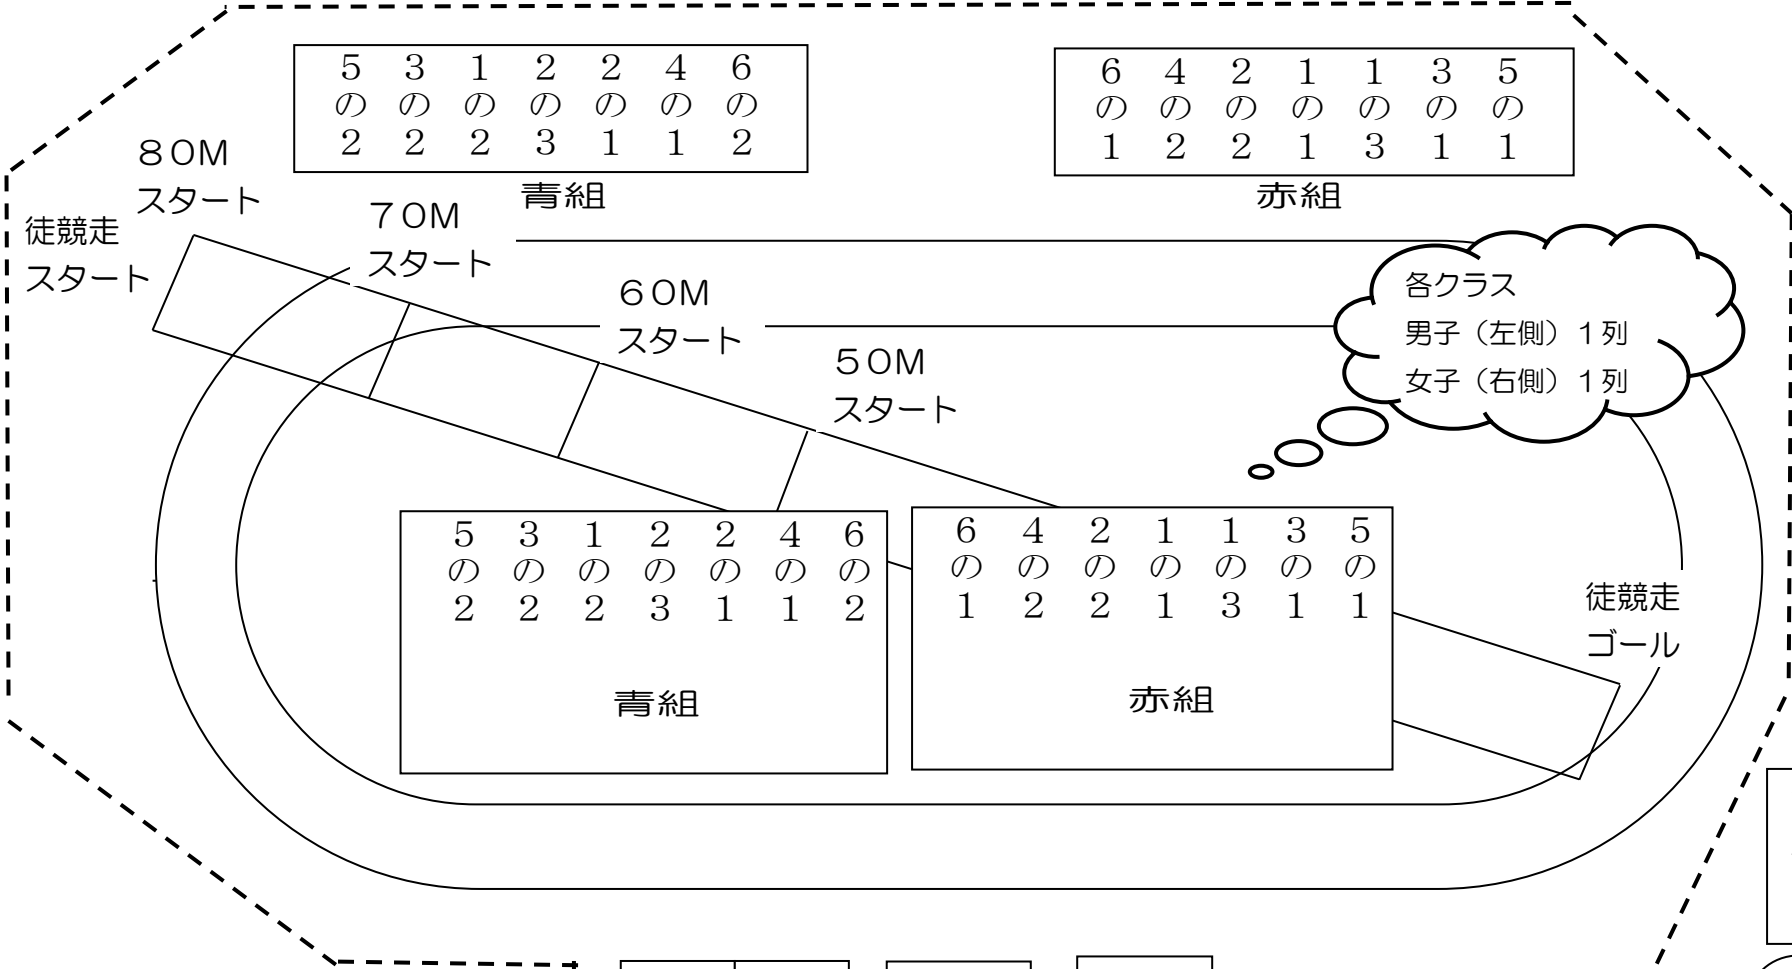 5の2
3の2
1の2
2の3
2の1
4の1
6の2
青組
6の1
4の2
2の2
1の1
1の3
3の1
5の1
赤組
８０M
スタート
徒競走
スタート
７０M
スタート
６０M
スタート
５０M
スタート
各クラス
男子（左側）１列
女子（右側）１列
5の2
3の2
1の2
2の3
2の1
4の1
6の2
青組
6の1
4の2
2の2
1の1
1の3
3の1
5の1
赤組
徒競走
ゴール